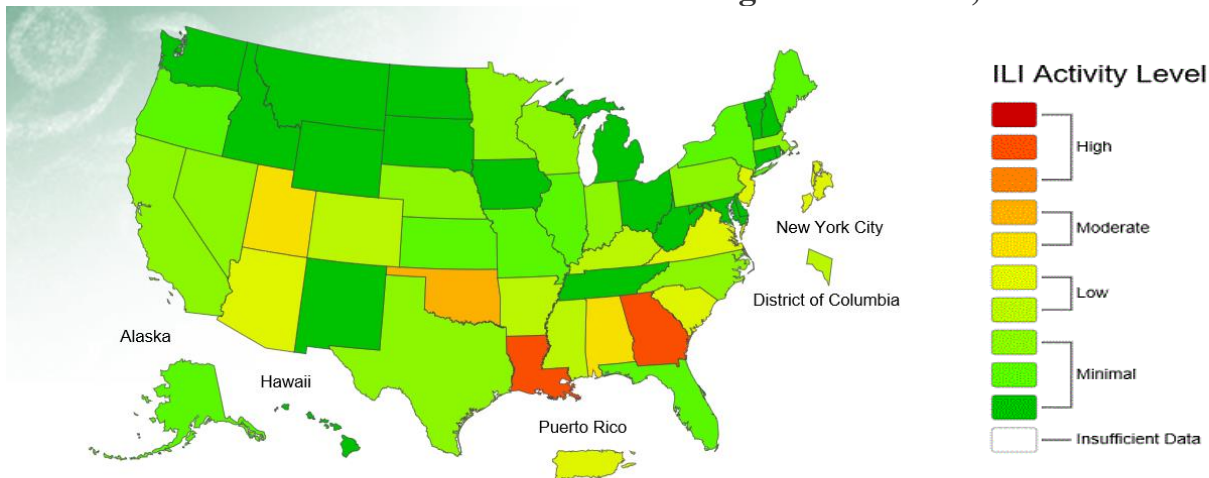 ILI Activity Level
High
Moderate
New York City
Low
District of Columbia
Alaska
Hawaii
Minimal
Puerto Rico
Insufficient Data